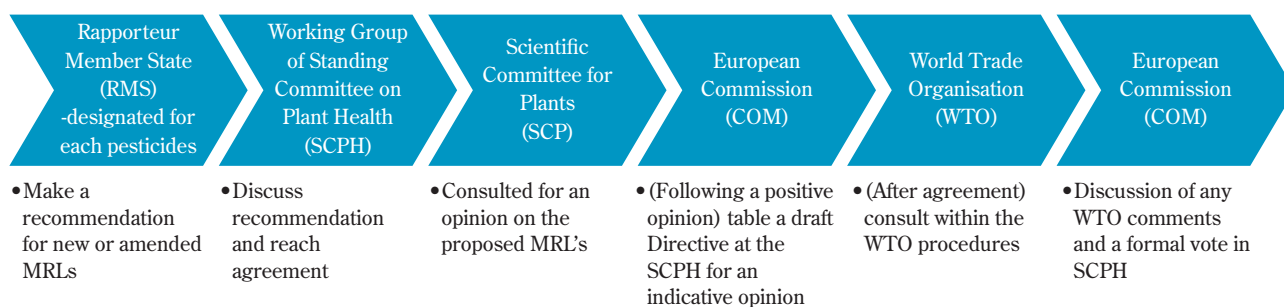 Rapporteur
Member State
(RMS)
-designated for
each pesticides
Working Group
of Standing
Committee on
Plant Health
(SCPH)
Scientific
Committee for
Plants
(SCP)
European
Commission
(COM)
World Trade
Organisation
(WTO)
European
Commission
(COM)
•Make a
recommendation
for new or amended
MRLs
•Discuss
recommendation
and reach
agreement
•Consulted for an
opinion on the
proposed MRL's
•(Following a positive
opinion) table a draft
Directive at the
SCPH for an
indicative opinion
•(After agreement)
consult within the
WTO procedures
•Discussion of any
WTO comments
and a formal vote in
SCPH